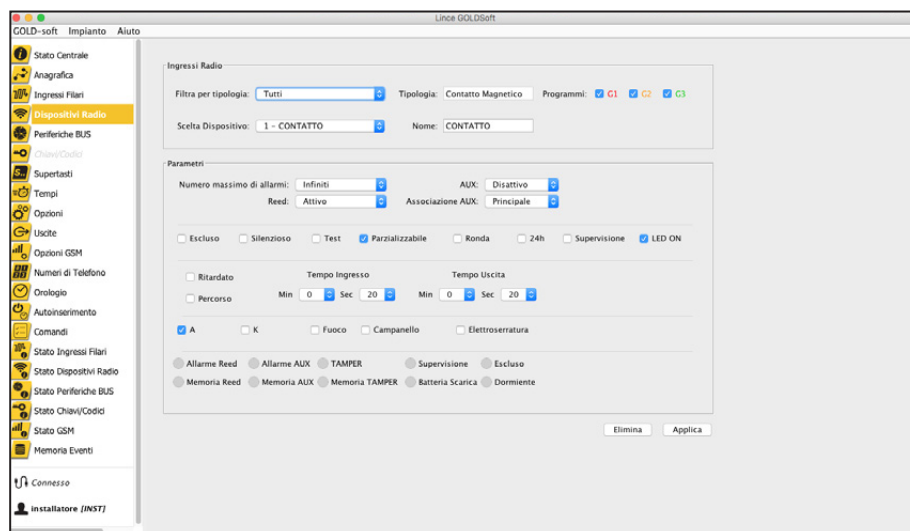 Lince GOLDSoft
GOLD-soft Impianto Aiuto
Stato Centrale
Anagrafica
Ingressi Filari
Dispositivi Radio
Periferiche BUS
Chiavi/Codici
Supertasti
Tempi
Opzioni
Uscite
Opzioni GSM
Numeri di Telefono
Orologio
Autoinserimento
Comandi
Stato Ingressi Filari
Stato Dispositivi Radio
Stato Periferiche BUS
Stato Chiavi/Codici
Stato GSM
Memoria Eventi
Connesso
installatore [INST]
Ingressi Radio
Filtra per tipologia: Tutti Tipologia: Contatto Magnetico Programmi: G1 G2 G3
Scelta Dispositivo: 1 - CONTATTO Nome: CONTATTO
Parametri
Numero massimo di allarmi: Infiniti AUX: Disattivo
Reed: Attivo Associazione AUX: Principale
Escluso Silenzioso Test Parzializzabile Ronda 24h Supervisione LED ON
Ritardato Tempo Ingresso Tempo Uscita
Percorso Min 0 Sec 20 Min 0 Sec 20
A K Fuoco Campanello Elettroserratura
Allarme Reed Allarme AUX TAMPER Supervisione Escluso
Memoria Reed Memoria AUX Memoria TAMPER Batteria Scarica Dormiente
Elimina Applica